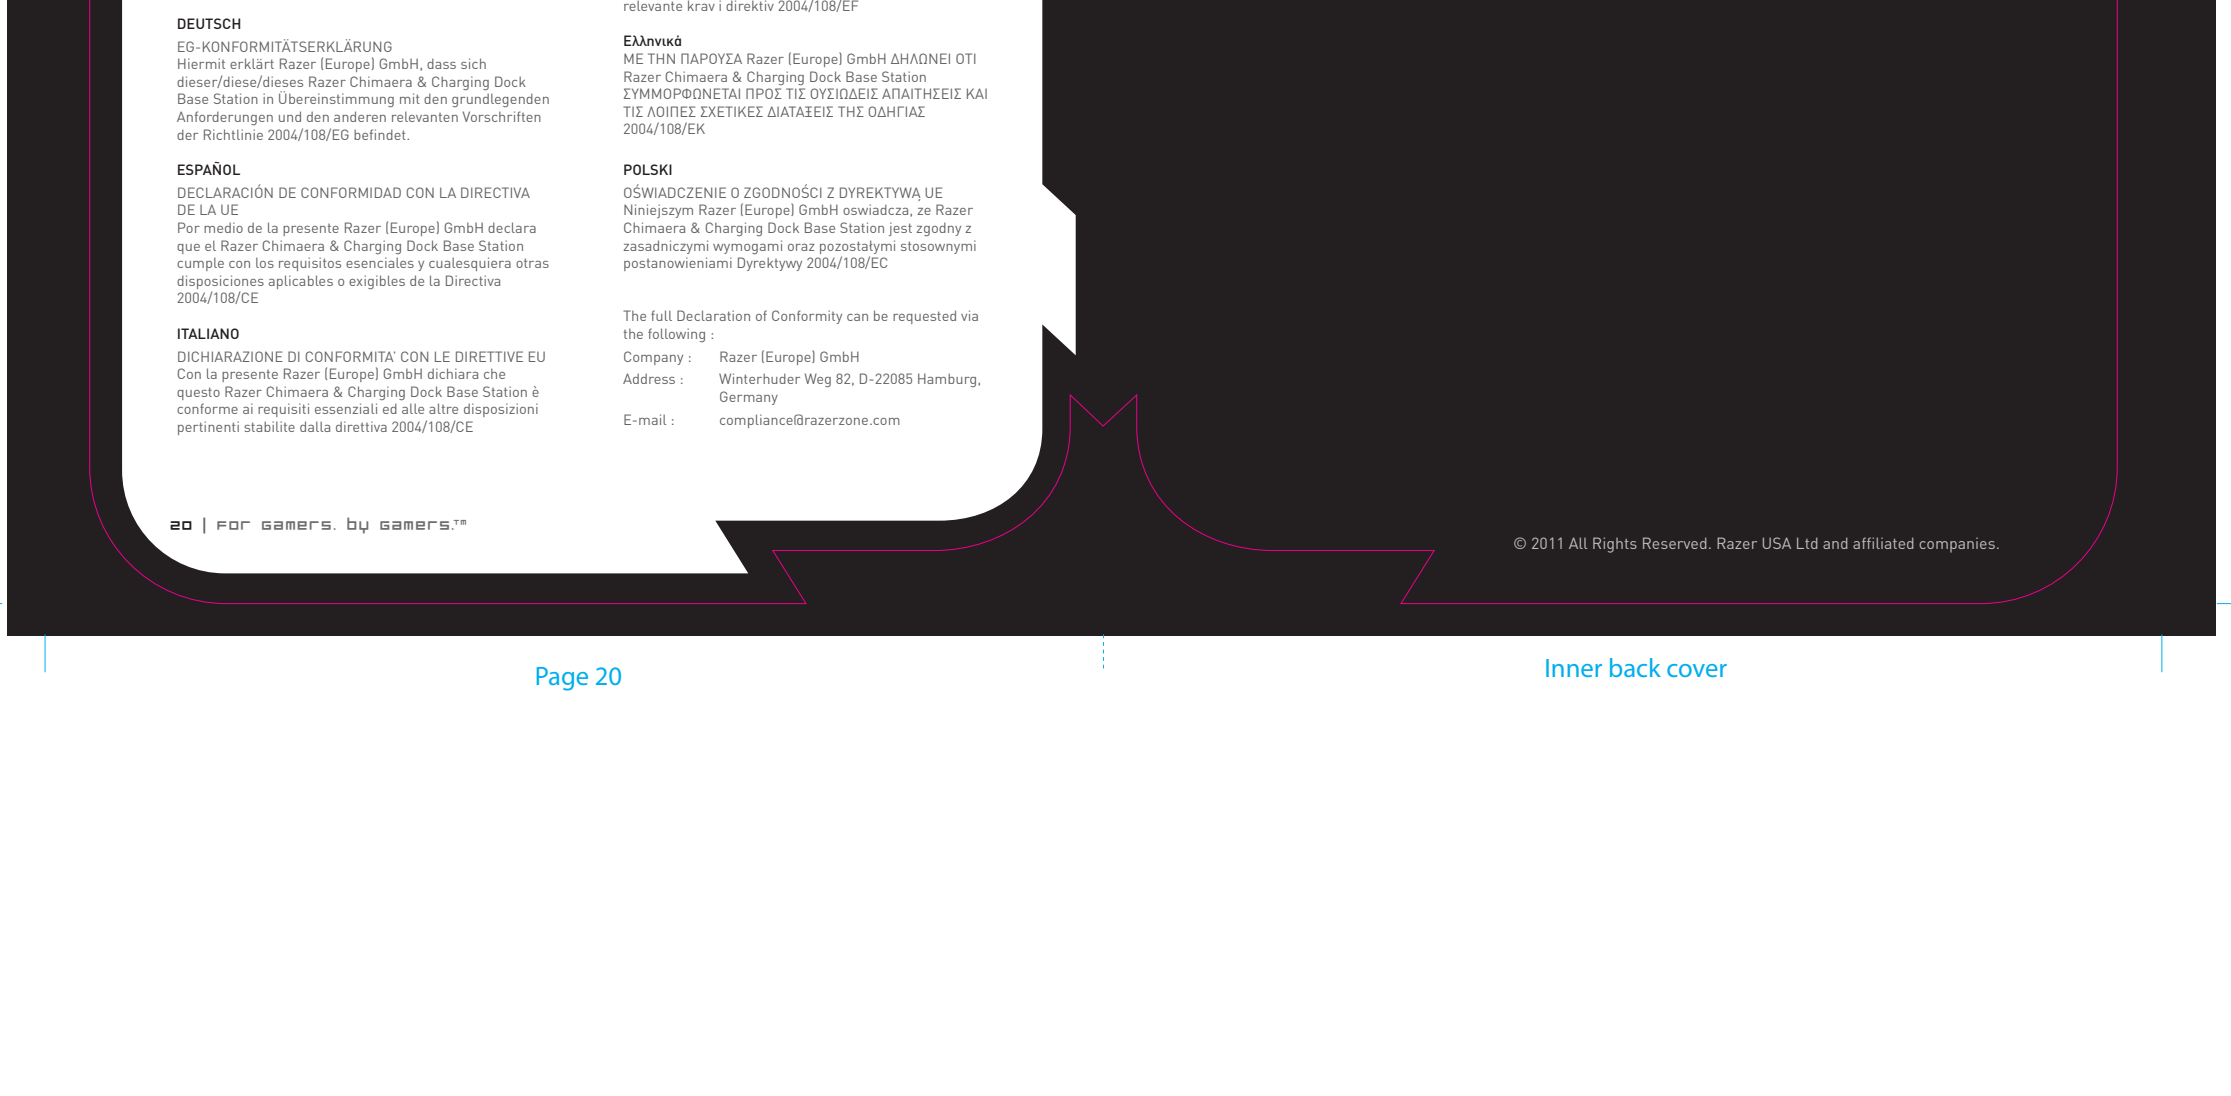 DEUTSCH
EG-KONFORMITÄTSERKLÄRUNG
Hiermit erklärt Razer (Europe) GmbH, dass sich
dieser/diese/dieses Razer Chimaera & Charging Dock
Base Station in Übereinstimmung mit den grundlegenden
Anforderungen und den anderen relevanten Vorschriften
der Richtlinie 2004/108/EG befindet.
ESPAÑOL
DECLARACIÓN DE CONFORMIDAD CON LA DIRECTIVA
DE LA UE
Por medio de la presente Razer (Europe) GmbH declara
que el Razer Chimaera & Charging Dock Base Station
cumple con los requisitos esenciales y cualesquiera otras
disposiciones aplicables o exigibles de la Directiva
2004/108/CE
ITALIANO
DICHIARAZIONE DI CONFORMITA’ CON LE DIRETTIVE EU
Con la presente Razer (Europe) GmbH dichiara che
questo Razer Chimaera & Charging Dock Base Station è
conforme ai requisiti essenziali ed alle altre disposizioni
pertinenti stabilite dalla direttiva 2004/108/CE
relevante krav i direktiv 2004/108/EF
Ελληνικά
ΜΕ ΤΗΝ ΠΑΡΟΥΣΑ Razer (Europe) GmbH ΔΗΛΩΝΕΙ ΟΤΙ
Razer Chimaera & Charging Dock Base Station
ΣΥΜΜΟΡΦΩΝΕΤΑΙ ΠΡΟΣ ΤΙΣ ΟΥΣΙΩΔΕΙΣ ΑΠΑΙΤΗΣΕΙΣ ΚΑΙ
ΤΙΣ ΛΟΙΠΕΣ ΣΧΕΤΙΚΕΣ ΔΙΑΤΑΞΕΙΣ ΤΗΣ ΟΔΗΓΙΑΣ
2004/108/ΕΚ
POLSKI
OŚWIADCZENIE O ZGODNOŚCI Z DYREKTYWĄ UE
Niniejszym Razer (Europe) GmbH oswiadcza, ze Razer
Chimaera & Charging Dock Base Station jest zgodny z
zasadniczymi wymogami oraz pozostałymi stosownymi
postanowieniami Dyrektywy 2004/108/EC
The full Declaration of Conformity can be requested via
the following :
Company : Razer (Europe) GmbH
Address : Winterhuder Weg 82, D-22085 Hamburg,
Germany
E-mail : compliance@razerzone.com
20 | For Gamers. By Gamers.™
© 2011 All Rights Reserved. Razer USA Ltd and affiliated companies.
Page 20
Inner back cover